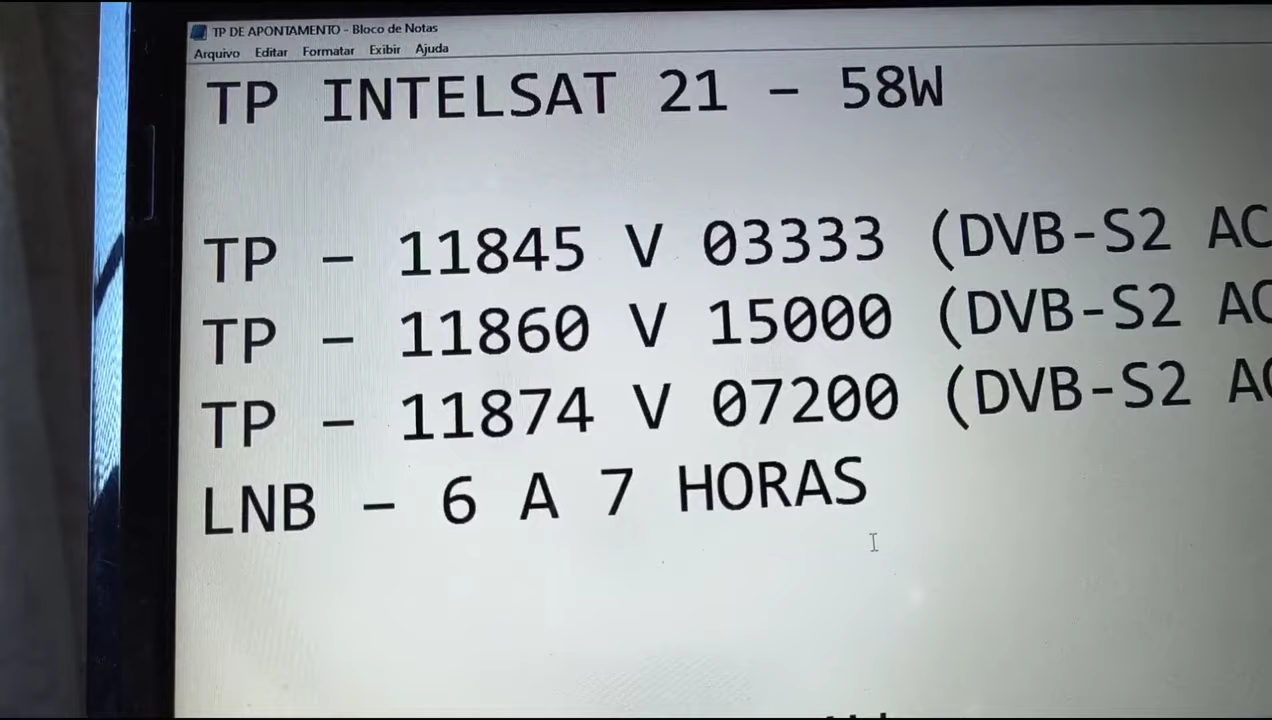 TP DE APONTAMENTO - Bloco de Notas
Arquivo Editar Formatar Exibir Ajuda
TP INTELSAT 21 - 58W
TP - 11845 V 03333 (DVB-S2 AC
TP - 11860 V 15000 (DVB-S2 AC
TP - 11874 V 07200 (DVB-S2 AC
LNB - 6 A 7 HORAS